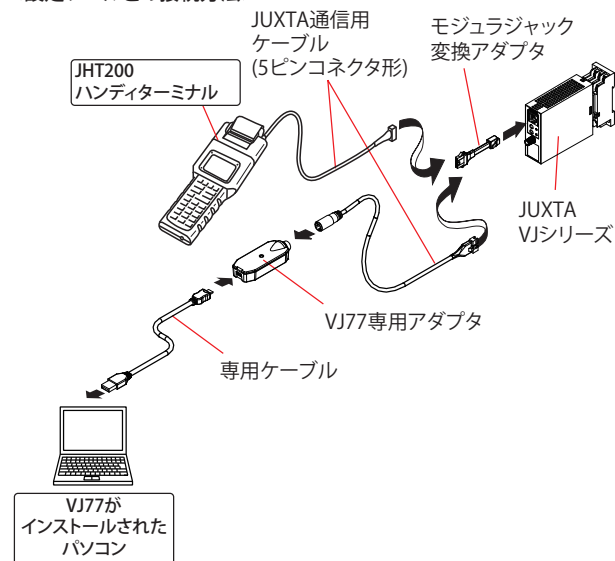 JUXTA通信用
ケーブル
(5ピンコネクタ形)
モジュラジャック
変換アダプタ
JHT200
ハンディターミナル
JUXTA
VJシリーズ
VJ77専用アダプタ
専用ケーブル
VJ77が
インストールされた
パソコン